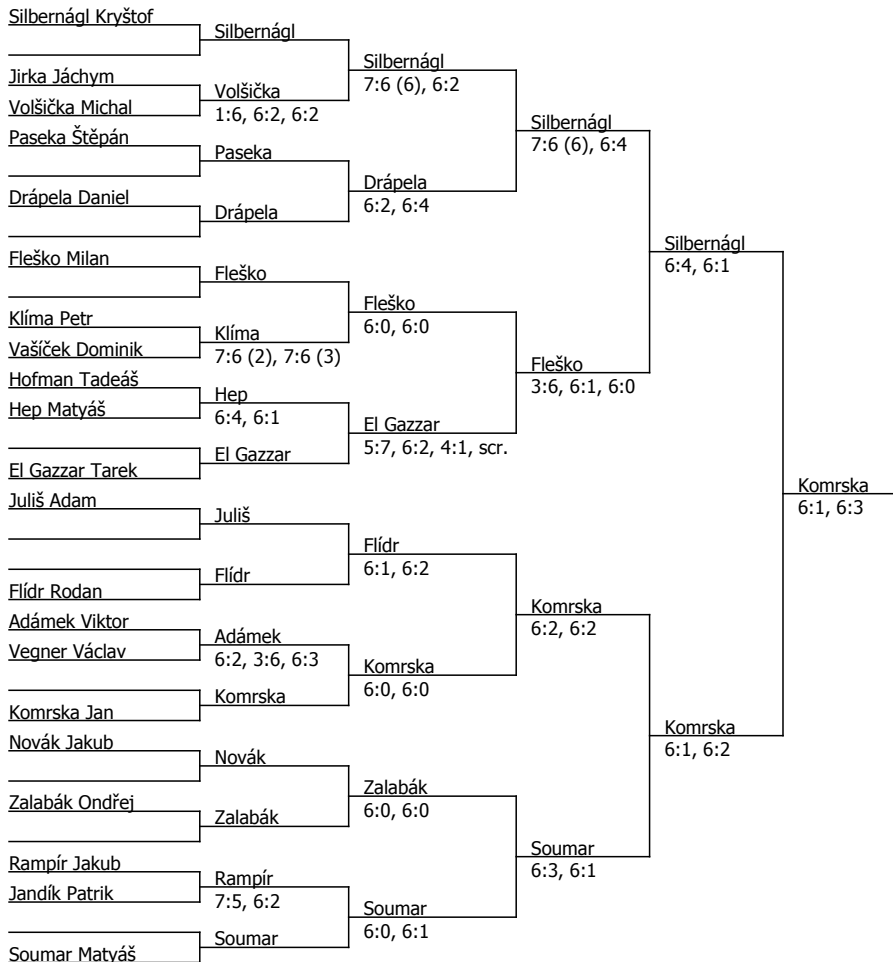 Silbernágl Kryštof
Silbernágl
Silbernágl
7:6 (6), 6:2
Jirka Jáchym
Volšička
1:6, 6:2, 6:2
Volšička Michal
Silbernágl
7:6 (6), 6:4
Paseka Štěpán
Paseka
Drápela
6:2, 6:4
Drápela Daniel
Drápela
Silbernágl
6:4, 6:1
Fleško Milan
Fleško
Fleško
6:0, 6:0
Klíma Petr
Klíma
7:6 (2), 7:6 (3)
Vašíček Dominik
Fleško
3:6, 6:1, 6:0
Hofman Tadeáš
Hep
6:4, 6:1
Hep Matyáš
El Gazzar
5:7, 6:2, 4:1, scr.
El Gazzar
El Gazzar Tarek
Komrska
6:1, 6:3
Juliš Adam
Juliš
Flídr
6:1, 6:2
Flídr
Flídr Rodan
Komrska
6:2, 6:2
Adámek Viktor
Adámek
6:2, 3:6, 6:3
Vegner Václav
Komrska
6:0, 6:0
Komrska
Komrska Jan
Komrska
6:1, 6:2
Novák Jakub
Novák
Zalabák
6:0, 6:0
Zalabák Ondřej
Zalabák
Soumar
6:3, 6:1
Rampír Jakub
Rampír
7:5, 6:2
Jandík Patrik
Soumar
6:0, 6:1
Soumar
Soumar Matyáš